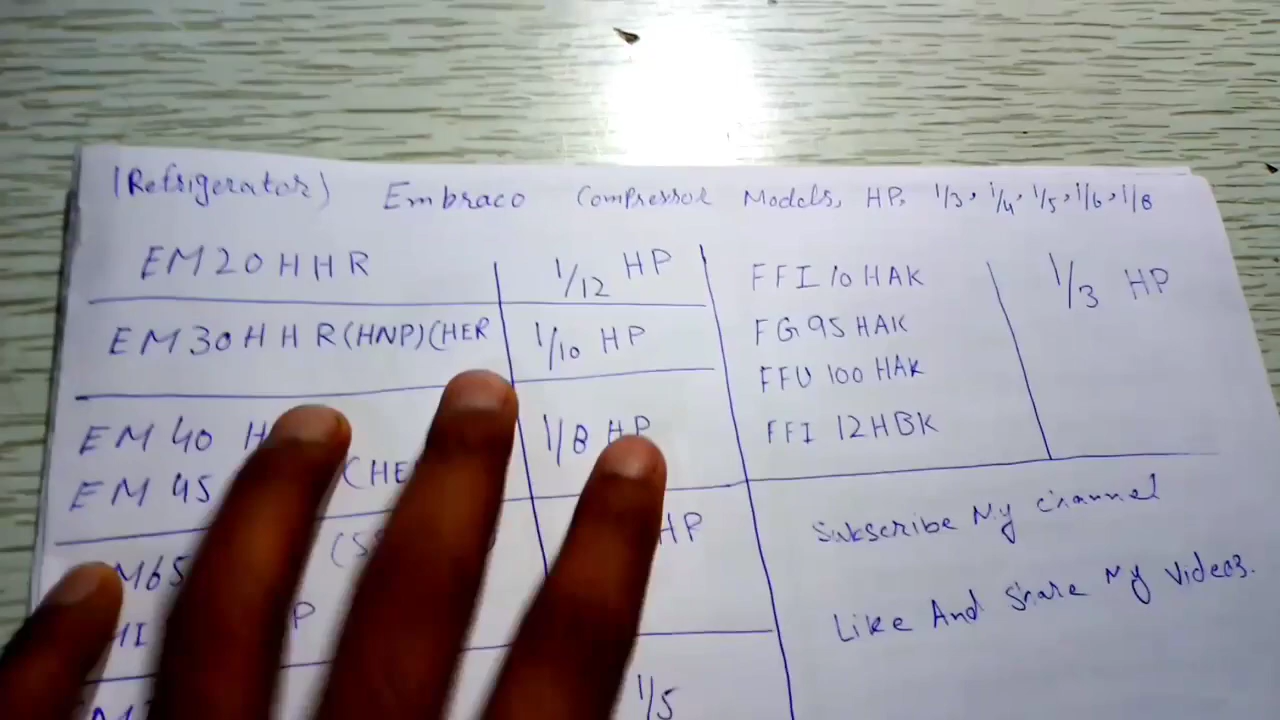 (Refrigerator) Embraco Compressor Models, HP. 1/3, 1/4, 1/5, 1/6, 1/8
EM20HHR 1/12 HP
EM30HHR(HNP)(HER 1/10 HP
EM 40 1/8 HP
EM 45 (HE
M65 HP
P
1/5
FFI 10 HAK 1/3 HP
FG 95 HAK
FFU 100 HAK
FFI 12HBK
Subscribe My channel
Like And Share My Videos.